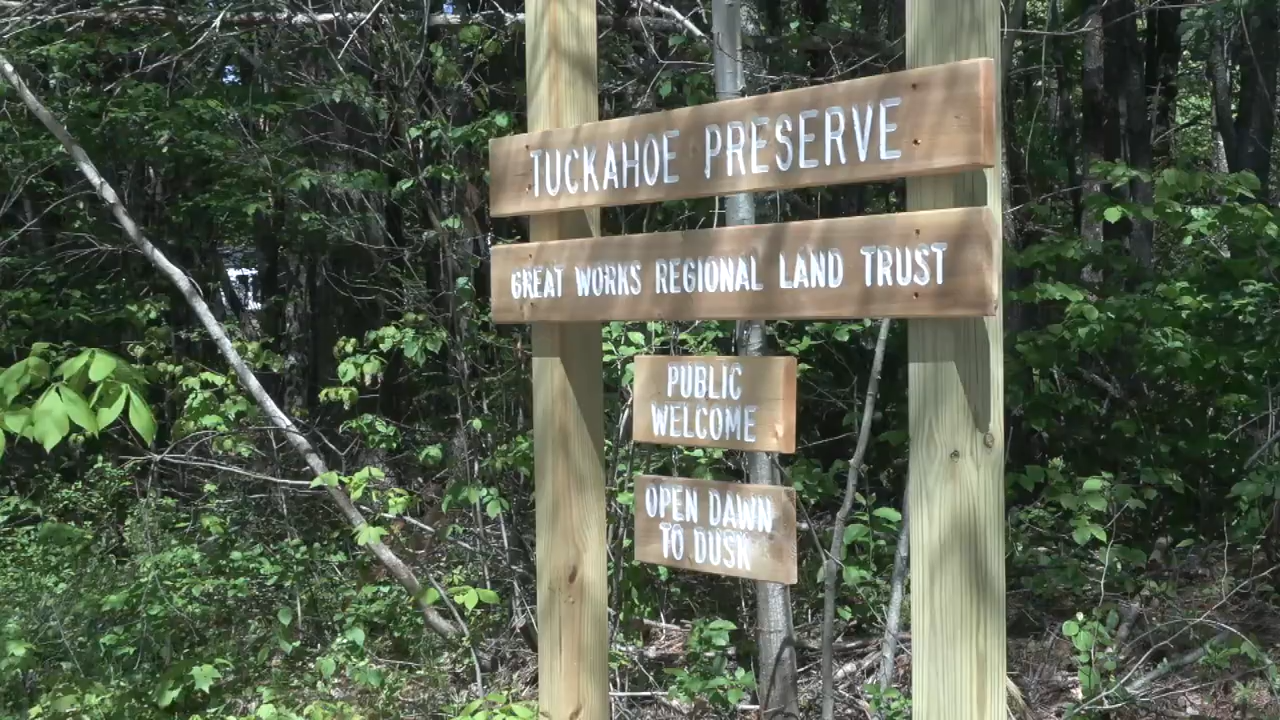 TUCKAHOE PRESERVE
GREAT WORKS REGIONAL LAND TRUST
PUBLIC
WELCOME
OPEN DAWN
TO DUSK